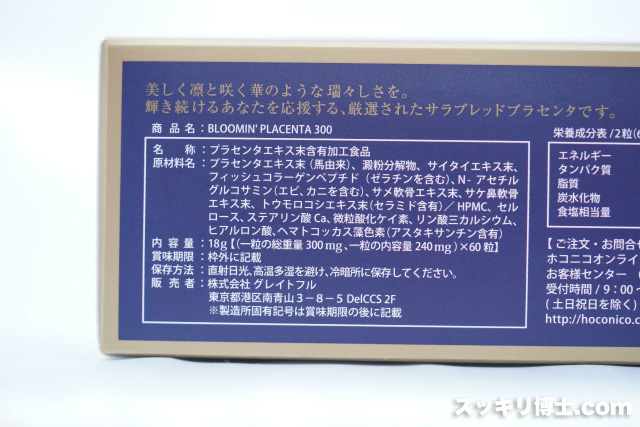 美しく凛と咲く華のような瑞々しさを。
輝き続けるあなたを応援する、厳選されたサラブレッドプラセンタです。
商品名:BLOOMIN' PLACENTA 300
名称:プラセンタエキス末含有加工食品
原材料名:プラセンタエキス末(馬由来)、澱粉分解物、サイタイエキス末、
フィッシュコラーゲンペプチド(ゼラチンを含む)、N-アセチル
グルコサミン(エビ、カニを含む)、サメ軟骨エキス末、サケ鼻軟骨
エキス末、トウモロコシエキス末(セラミド含有)/HPMC、セル
ロース、ステアリン酸Ca、微粒酸化ケイ素、リン酸三カルシウム、
ヒアルロン酸、ヘマトコッカス藻色素(アスタキサンチン含有)
内容量:18g【(一粒の総重量300mg、一粒の内容量240mg)×60粒】
賞味期限:枠外に記載
保存方法:直射日光、高温多湿を避け、冷暗所に保存してください。
販売者:株式会社 グレイトフル
東京都港区南青山3-8-5 DelCCS 2F
※製造所固有記号は賞味期限の後に記載
栄養成分表/2粒(6
エネルギー
タンパク質
脂質
炭水化物
食塩相当量
【ご注文・お問合せ
ホコニコオンライ
お客様センター
受付時間/9:00~
(土日祝日を除く)
http://hoconico.c
スッキリ博士.com